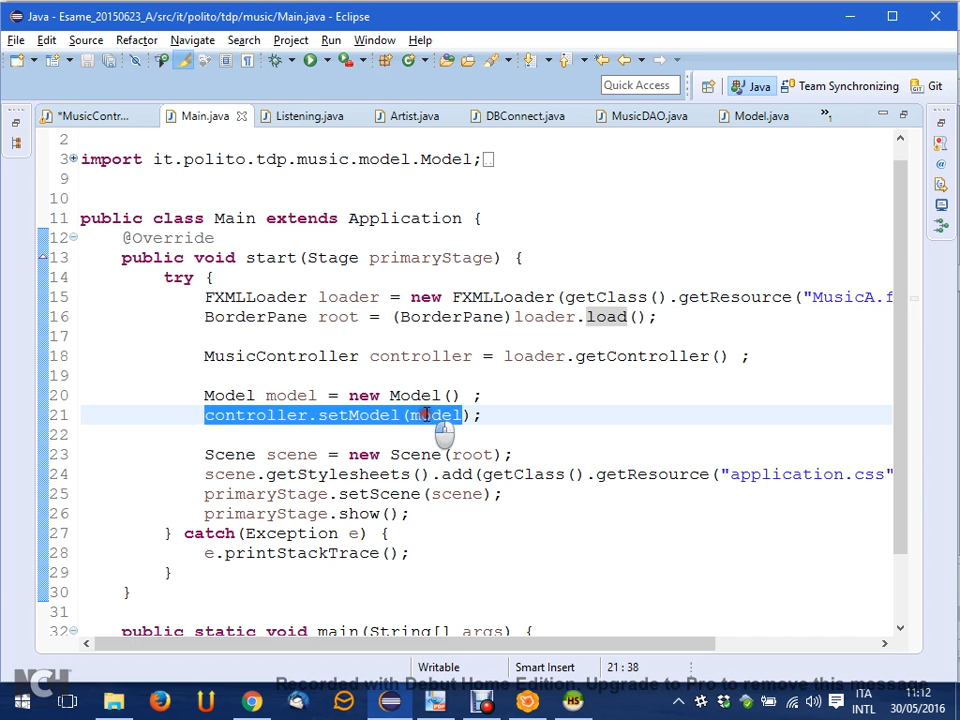 Java - Esame_20150623_A/src/it/polito/tdp/music/Main.java - Eclipse
File Edit Source Refactor Navigate Search Project Run Window Help
Quick Access Java Team Synchronizing Git
*MusicContr... Main.java Listening.java Artist.java DBConnect.java MusicDAO.java Model.java »1
2
3 import it.polito.tdp.music.model.Model;
9
10
11 public class Main extends Application {
12 @Override
13 public void start(Stage primaryStage) {
14 try {
15 FXMLLoader loader = new FXMLLoader(getClass().getResource("MusicA.f
16 BorderPane root = (BorderPane)loader.load();
17
18 MusicController controller = loader.getController() ;
19
20 Model model = new Model() ;
21 controller.setModel(model);
22
23 Scene scene = new Scene(root);
24 scene.getStylesheets().add(getClass().getResource("application.css"
25 primaryStage.setScene(scene);
26 primaryStage.show();
27 } catch(Exception e) {
28 e.printStackTrace();
29 }
30 }
31
32 public static void main(String[] args) {
Writable Smart Insert 21 : 38
NCH
Recorded with Debut Home Edition. Upgrade to Pro to remove this message
ITA 11:12
INTL 30/05/2016